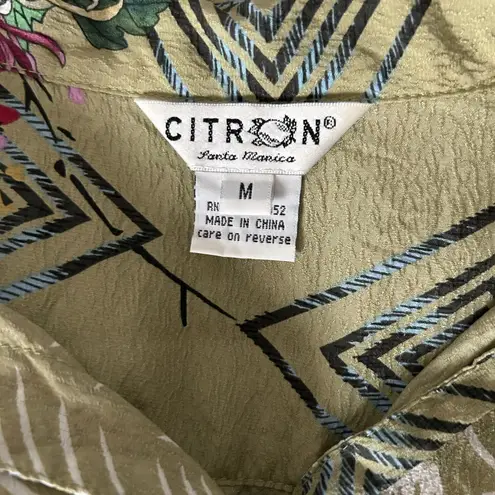 CITRON®
Santa Monica
M
RN 52
MADE IN CHINA
care on reverse